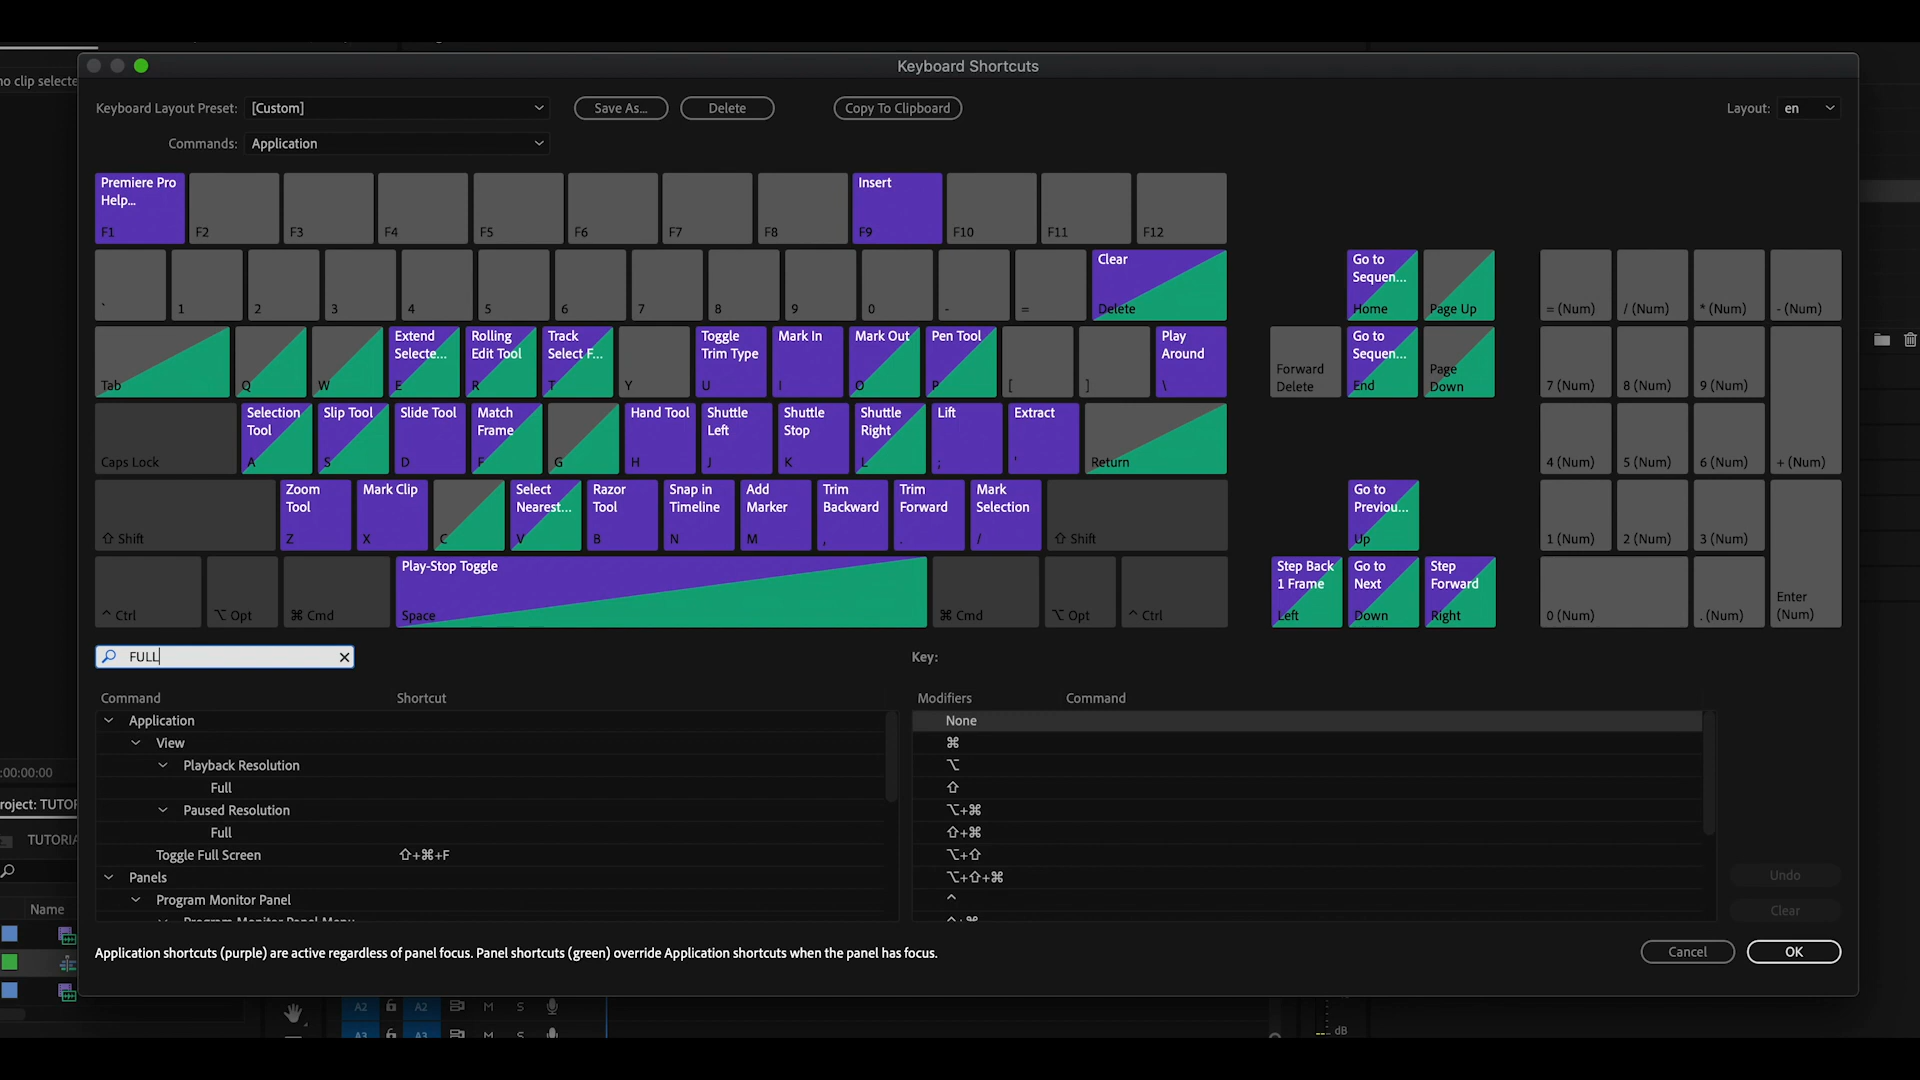 Keyboard Shortcuts
no clip selecte
Keyboard Layout Preset: [Custom] Save As... Delete Copy To Clipboard Layout: en
Commands: Application
Premiere Pro Help... F1
F2
F3
F4
F5
F6
F7
F8
Insert F9
F10
F11
F12
`
1
2
3
4
5
6
7
8
9
0
-
=
Clear Delete
Go to Sequen... Home
Page Up
= (Num)
/ (Num)
* (Num)
- (Num)
Tab
Q
W
Extend Selecte... E
Rolling Edit Tool R
Track Select F... T
Y
Toggle Trim Type U
Mark In I
Mark Out O
Pen Tool P
[
]
Play Around \
Forward Delete
Go to Sequen... End
Page Down
7 (Num)
8 (Num)
9 (Num)
Caps Lock
Selection Tool A
Slip Tool S
Slide Tool D
Match Frame F
G
Hand Tool H
Shuttle Left J
Shuttle Stop K
Shuttle Right L
Lift ;
Extract '
Return
4 (Num)
5 (Num)
6 (Num)
+ (Num)
⇧ Shift
Zoom Tool Z
Mark Clip X
C
Select Nearest... V
Razor Tool B
Snap in Timeline N
Add Marker M
Trim Backward ,
Trim Forward .
Mark Selection /
⇧ Shift
Go to Previou... Up
1 (Num)
2 (Num)
3 (Num)
^ Ctrl
⌥ Opt
⌘ Cmd
Play-Stop Toggle Space
⌘ Cmd
⌥ Opt
^ Ctrl
Step Back 1 Frame Left
Go to Next Down
Step Forward Right
0 (Num)
. (Num)
Enter (Num)
FULL
Key:
Command Shortcut
Modifiers Command
Application
View
Playback Resolution
Full
Paused Resolution
Full
Toggle Full Screen ⇧+⌘+F
Panels
Program Monitor Panel
Program Monitor Panel Menu
None
⌘
⌥
⇧
⌥+⌘
⇧+⌘
⌥+⇧
⌥+⇧+⌘
^
^+⌘
Undo
Clear
:00:00:00
roject: TUTOR
TUTORIA
Name
Application shortcuts (purple) are active regardless of panel focus. Panel shortcuts (green) override Application shortcuts when the panel has focus.
Cancel OK
A2 A2 M S
A3 A3 M S
dB